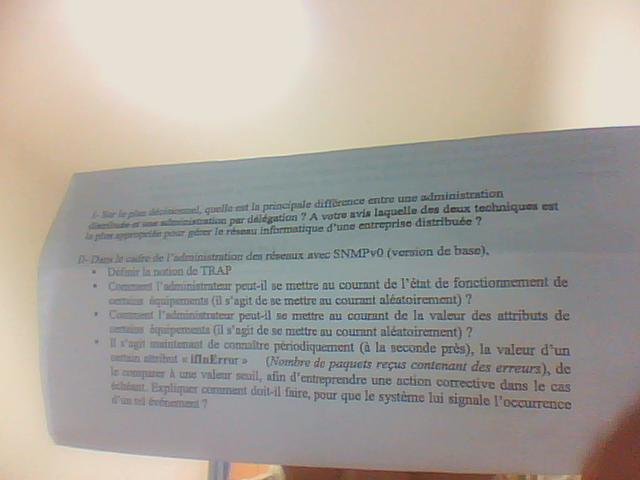 I- Sur le plan décisionnel, quelle est la principale différence entre une administration
distribuée et une administration par délégation ? A votre avis laquelle des deux techniques est
la plus appropriée pour gérer le réseau informatique d'une entreprise distribuée ?
II- Dans le cadre de l'administration des réseaux avec SNMPv0 (version de base),
• Définir la notion de TRAP
• Comment l'administrateur peut-il se mettre au courant de l'état de fonctionnement de
certains équipements (il s'agit de se mettre au courant aléatoirement) ?
• Comment l'administrateur peut-il se mettre au courant de la valeur des attributs de
certains équipements (il s'agit de se mettre au courant aléatoirement) ?
• Il s'agit maintenant de connaître périodiquement (à la seconde près), la valeur d'un
certain attribut « ifInError » (Nombre de paquets reçus contenant des erreurs), de
le comparer à une valeur seuil, afin d'entreprendre une action corrective dans le cas
échéant. Expliquer comment doit-il faire, pour que le système lui signale l'occurrence
d'un tel événement ?